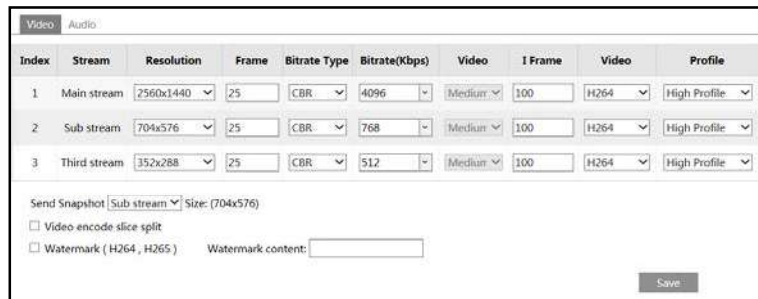 Video Audio
Index Stream Resolution Frame Bitrate Type Bitrate(Kbps) Video I Frame Video Profile
1 Main stream 2560x1440 25 CBR 4096 Medium 100 H264 High Profile
2 Sub stream 704x576 25 CBR 768 Medium 100 H264 High Profile
3 Third stream 352x288 25 CBR 512 Medium 100 H264 High Profile
Send Snapshot Sub stream Size: (704x576)
Video encode slice split
Watermark ( H264 , H265 ) Watermark content:
Save